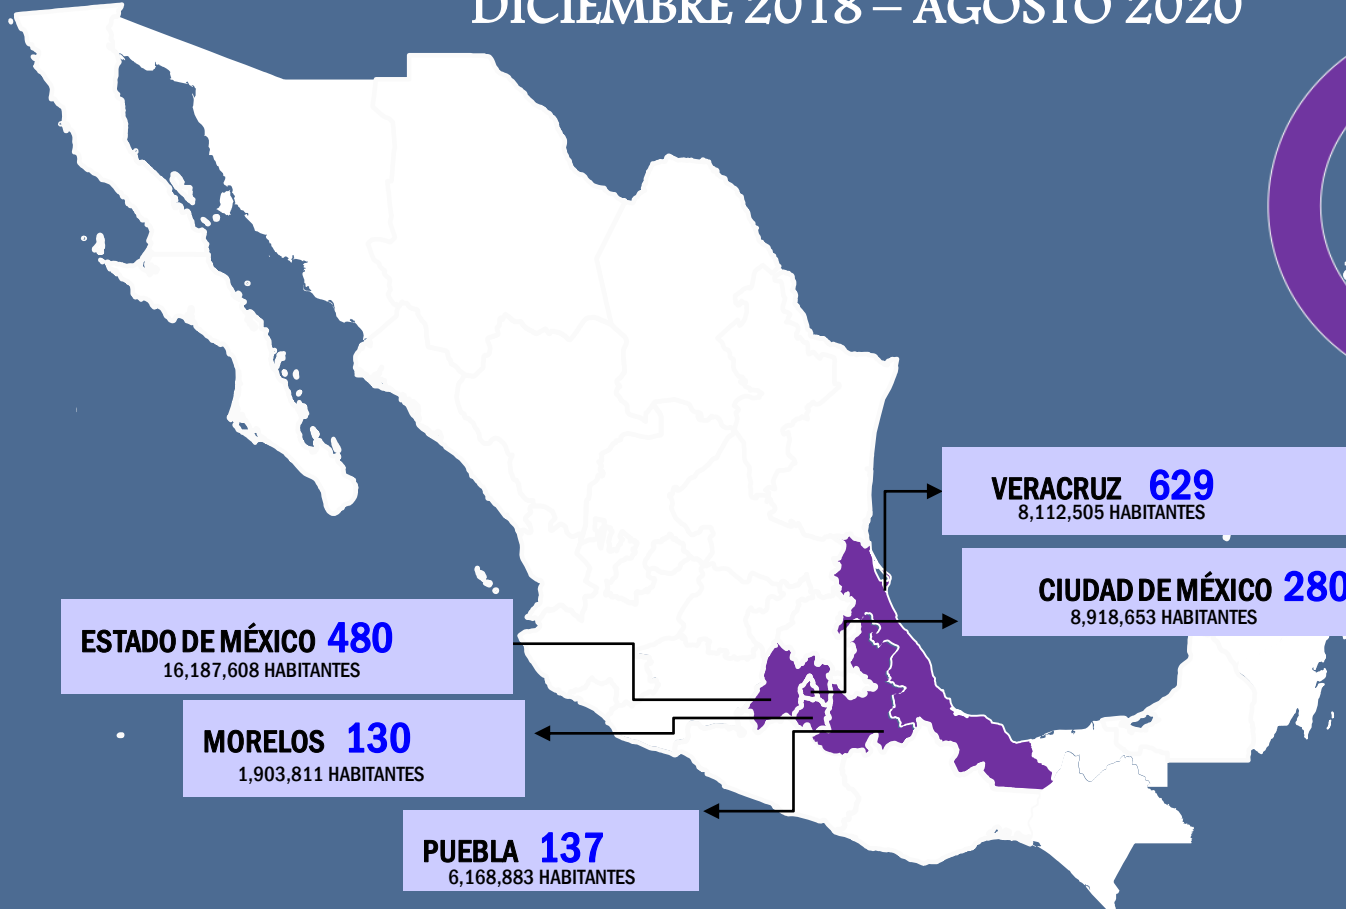 DICIEMBRE 2018 – AGOSTO 2020
VERACRUZ 629
8,112,505 HABITANTES
CIUDAD DE MÉXICO 280
8,918,653 HABITANTES
ESTADO DE MÉXICO 480
16,187,608 HABITANTES
MORELOS 130
1,903,811 HABITANTES
PUEBLA 137
6,168,883 HABITANTES